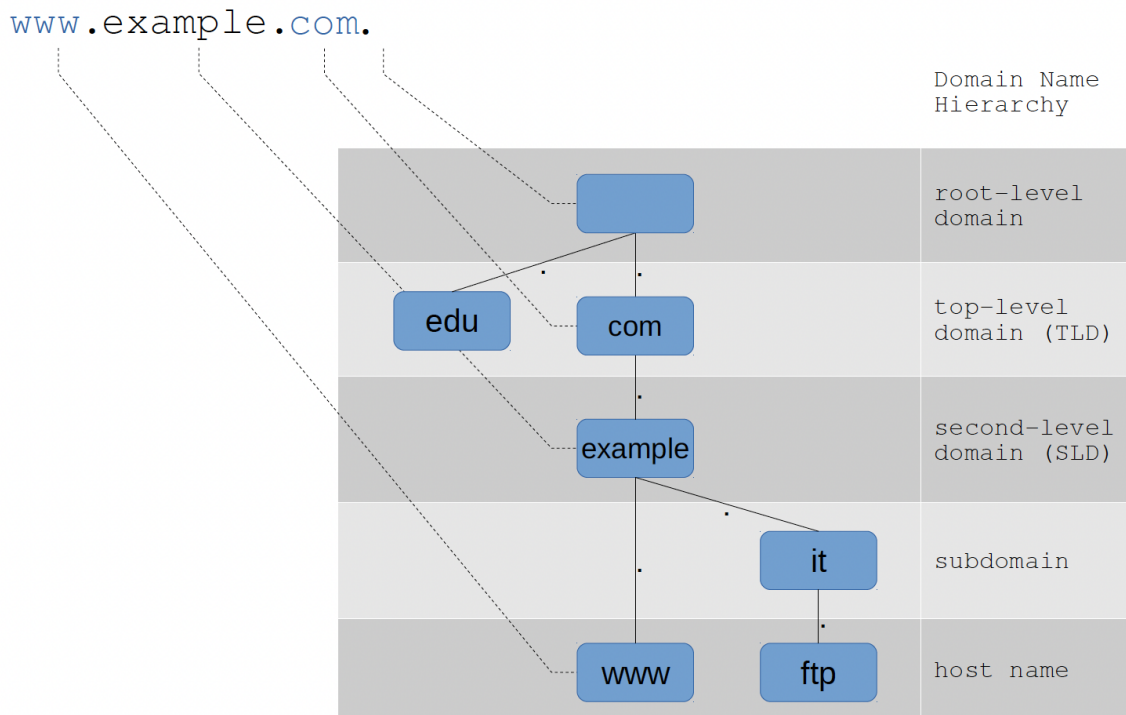 www.example.com.
Domain Name
Hierarchy
root-level
domain
.
.
edu
com
top-level
domain (TLD)
.
example
second-level
domain (SLD)
.
it
.
subdomain
.
www
ftp
host name